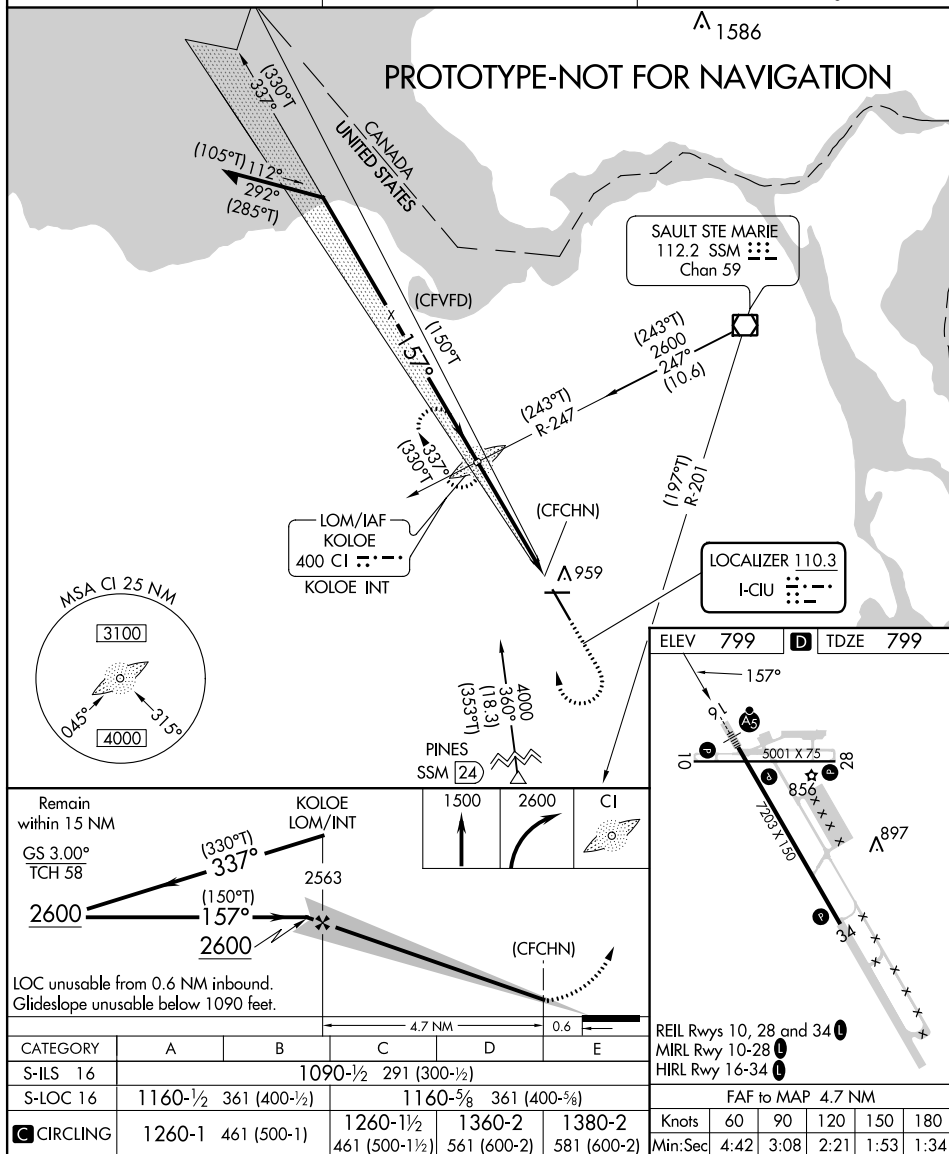 1586
PROTOTYPE-NOT FOR NAVIGATION
(330°T
337°
CANADA
UNITED STATES
(105°T) 112°
292°
(285°T)
SAULT STE MARIE
112.2 SSM
Chan 59
(CFVFD)
(150°T
157°
(243°T)
2600
247°
(10.6)
(243°T)
R-247
337°
(330°T)
(197°T)
R-201
LOM/IAF
KOLOE
400 CI
KOLOE INT
(CFCHN)
959
LOCALIZER 110.3
I-CIU
MSA CI 25 NM
3100
045°
315°
4000
4000
360°
(18.3)
(353°T)
PINES
SSM 24
ELEV 799 D TDZE 799
157°
16
A5
P
10
5001 X 75
28
P
P
856
7203 X 150
897
P
34
REIL Rwys 10, 28 and 34 L
MIRL Rwy 10-28 L
HIRL Rwy 16-34 L
Remain
within 15 NM
KOLOE
LOM/INT
1500
2600
CI
GS 3.00°
TCH 58
(330°T)
337°
2563
2600
(150°T)
157°
2600
(CFCHN)
LOC unusable from 0.6 NM inbound.
Glideslope unusable below 1090 feet.
4.7 NM
0.6
CATEGORY A B C D E
S-ILS 16 1090-½ 291 (300-½)
S-LOC 16 1160-½ 361 (400-½) 1160-⅝ 361 (400-⅝)
C CIRCLING 1260-1 461 (500-1) 1260-1½ 461 (500-1½) 1360-2 561 (600-2) 1380-2 581 (600-2)
FAF to MAP 4.7 NM
Knots 60 90 120 150 180
Min:Sec 4:42 3:08 2:21 1:53 1:34